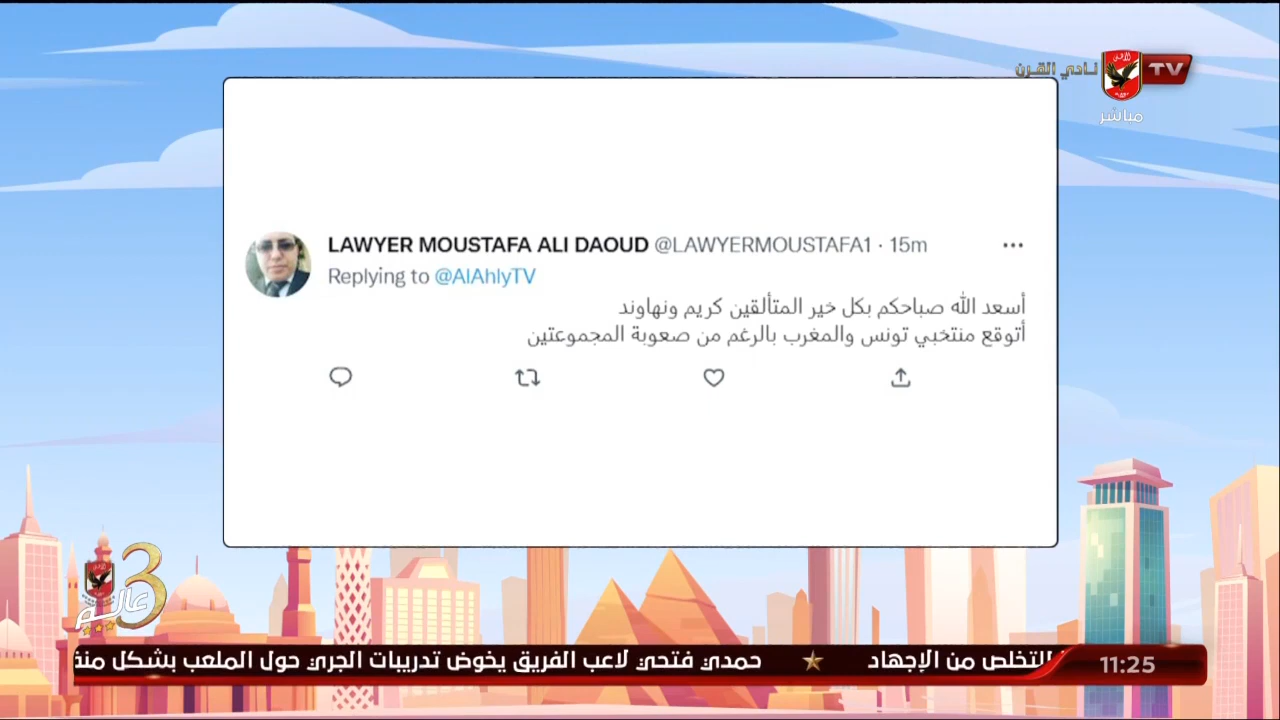 نادي القرن
TV
مباشر
LAWYER MOUSTAFA ALI DAOUD @LAWYERMOUSTAFA1 · 15m
Replying to @AlAhlyTV
أسعد الله صباحكم بكل خير المتألقين كريم ونهاوند
أتوقع منتخبي تونس والمغرب بالرغم من صعوبة المجموعتين
3
عالم
التخلص من الإجهاد ★ حمدي فتحي لاعب الفريق يخوض تدريبات الجري حول الملعب بشكل
11:25